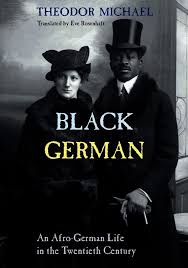 THEODOR MICHAEL
Translated by Eve Rosenhaft
BLACK
GERMAN
An Afro-German Life
in the Twentieth Century